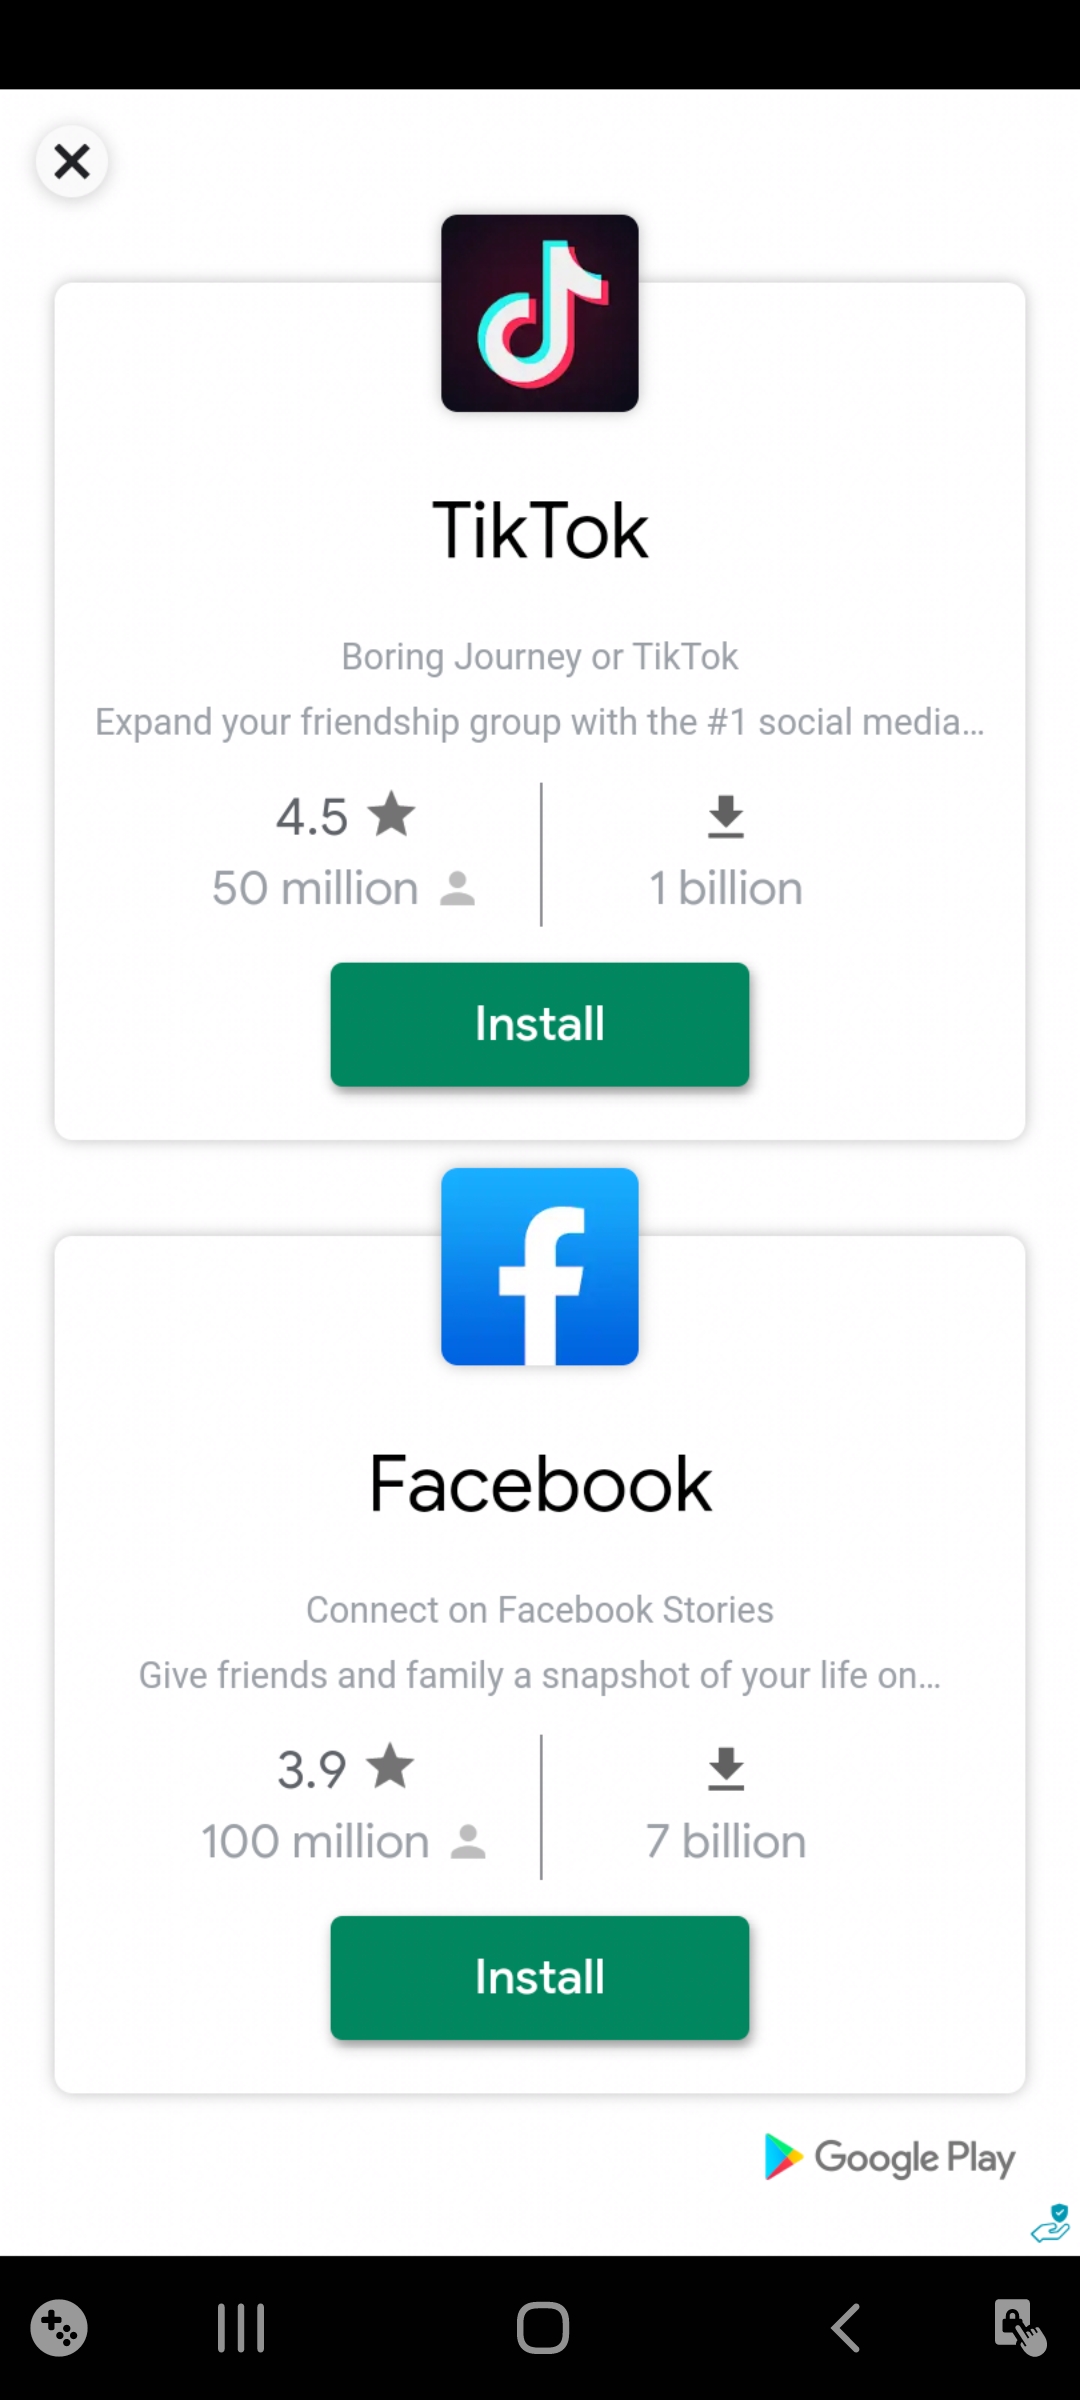 TikTok
Boring Journey or TikTok
Expand your friendship group with the #1 social media...
4.5
50 million
1 billion
Install
Facebook
Connect on Facebook Stories
Give friends and family a snapshot of your life on...
3.9
100 million
7 billion
Install
Google Play